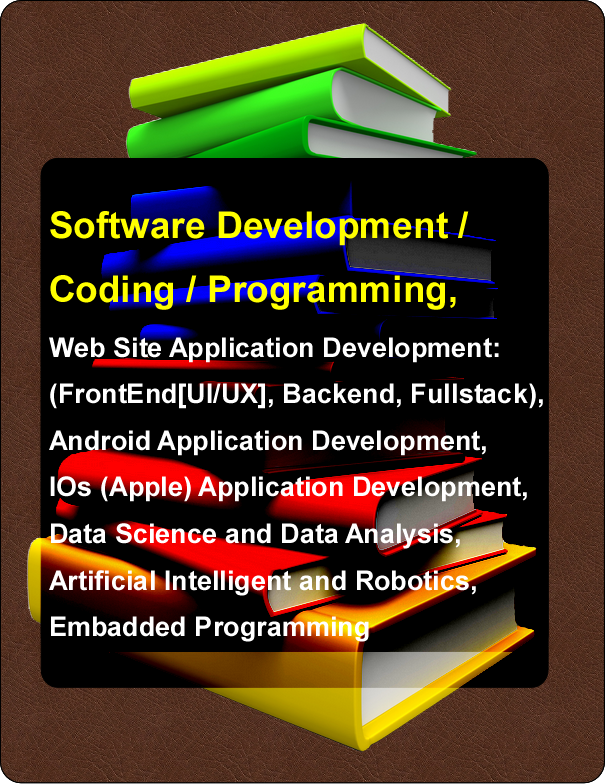 Software Development /
Coding / Programming,
Web Site Application Development:
(FrontEnd[UI/UX], Backend, Fullstack),
Android Application Development,
IOs (Apple) Application Development,
Data Science and Data Analysis,
Artificial Intelligent and Robotics,
Embadded Programming